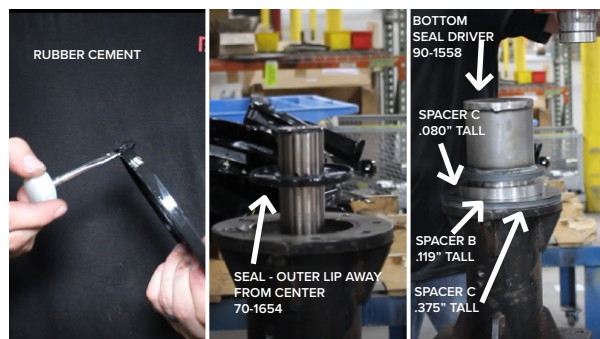 RUBBER CEMENT
SEAL - OUTER LIP AWAY
FROM CENTER
70-1654
BOTTOM
SEAL DRIVER
90-1558
SPACER C
.080” TALL
SPACER B
.119” TALL
SPACER C
.375” TALL